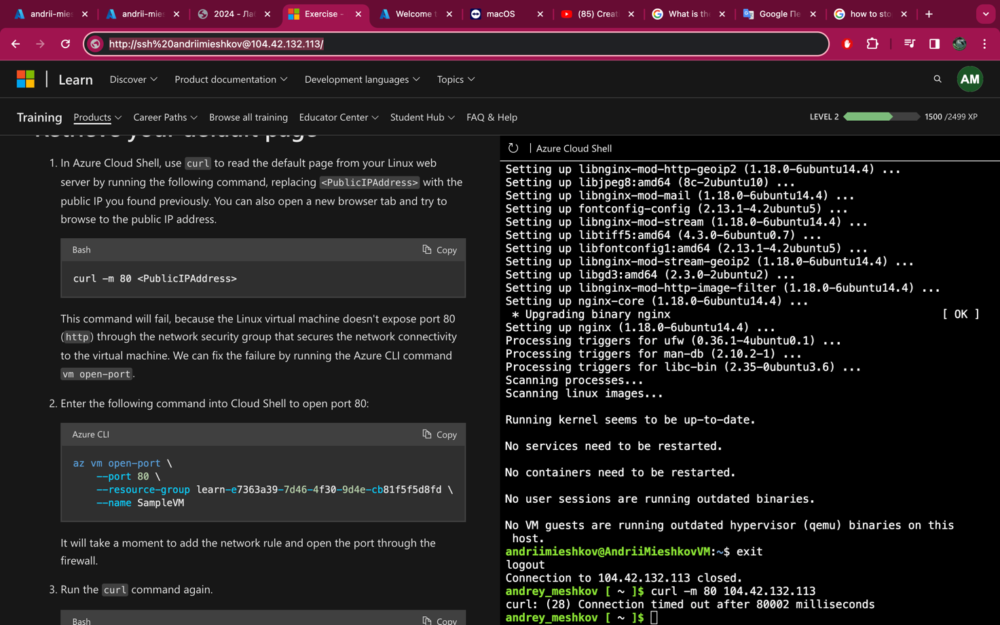 andrii-mies
andrii-mies
2024 - Ла
Exercise -
Welcome t
macOS
(85) Creat
What is the
Google Пе
how to sto
http://ssh%20andriimieshkov@104.42.132.113/
Learn
Discover
Product documentation
Development languages
Topics
AM
Training
Products
Career Paths
Browse all training
Educator Center
Student Hub
FAQ & Help
LEVEL 2
1500 /2499 XP
Retrieve your default page
1. In Azure Cloud Shell, use curl to read the default page from your Linux web
server by running the following command, replacing <PublicIPAddress> with the
public IP you found previously. You can also open a new browser tab and try to
browse to the public IP address.
Bash
Copy
curl -m 80 <PublicIPAddress>
This command will fail, because the Linux virtual machine doesn't expose port 80
(http) through the network security group that secures the network connectivity
to the virtual machine. We can fix the failure by running the Azure CLI command
vm open-port.
2. Enter the following command into Cloud Shell to open port 80:
Azure CLI
Copy
az vm open-port \
--port 80 \
--resource-group learn-e7363a39-7d46-4f30-9d4e-cb81f5f5d8fd \
--name SampleVM
It will take a moment to add the network rule and open the port through the
firewall.
3. Run the curl command again.
Bash
Copy
Azure Cloud Shell
Setting up libnginx-mod-http-geoip2 (1.18.0-6ubuntu14.4) ...
Setting up libjpeg8:amd64 (8c-2ubuntu10) ...
Setting up libnginx-mod-mail (1.18.0-6ubuntu14.4) ...
Setting up fontconfig-config (2.13.1-4.2ubuntu5) ...
Setting up libnginx-mod-stream (1.18.0-6ubuntu14.4) ...
Setting up libtiff5:amd64 (4.3.0-6ubuntu0.7) ...
Setting up libfontconfig1:amd64 (2.13.1-4.2ubuntu5) ...
Setting up libnginx-mod-stream-geoip2 (1.18.0-6ubuntu14.4) ...
Setting up libgd3:amd64 (2.3.0-2ubuntu2) ...
Setting up libnginx-mod-http-image-filter (1.18.0-6ubuntu14.4) ...
Setting up nginx-core (1.18.0-6ubuntu14.4) ...
* Upgrading binary nginx [ OK ]
Setting up nginx (1.18.0-6ubuntu14.4) ...
Processing triggers for ufw (0.36.1-4ubuntu0.1) ...
Processing triggers for man-db (2.10.2-1) ...
Processing triggers for libc-bin (2.35-0ubuntu3.6) ...
Scanning processes...
Scanning linux images...
Running kernel seems to be up-to-date.
No services need to be restarted.
No containers need to be restarted.
No user sessions are running outdated binaries.
No VM guests are running outdated hypervisor (qemu) binaries on this
host.
andriimieshkov@AndriiMieshkovVM:~$ exit
logout
Connection to 104.42.132.113 closed.
andrey_meshkov [ ~ ]$ curl -m 80 104.42.132.113
curl: (28) Connection timed out after 80002 milliseconds
andrey_meshkov [ ~ ]$